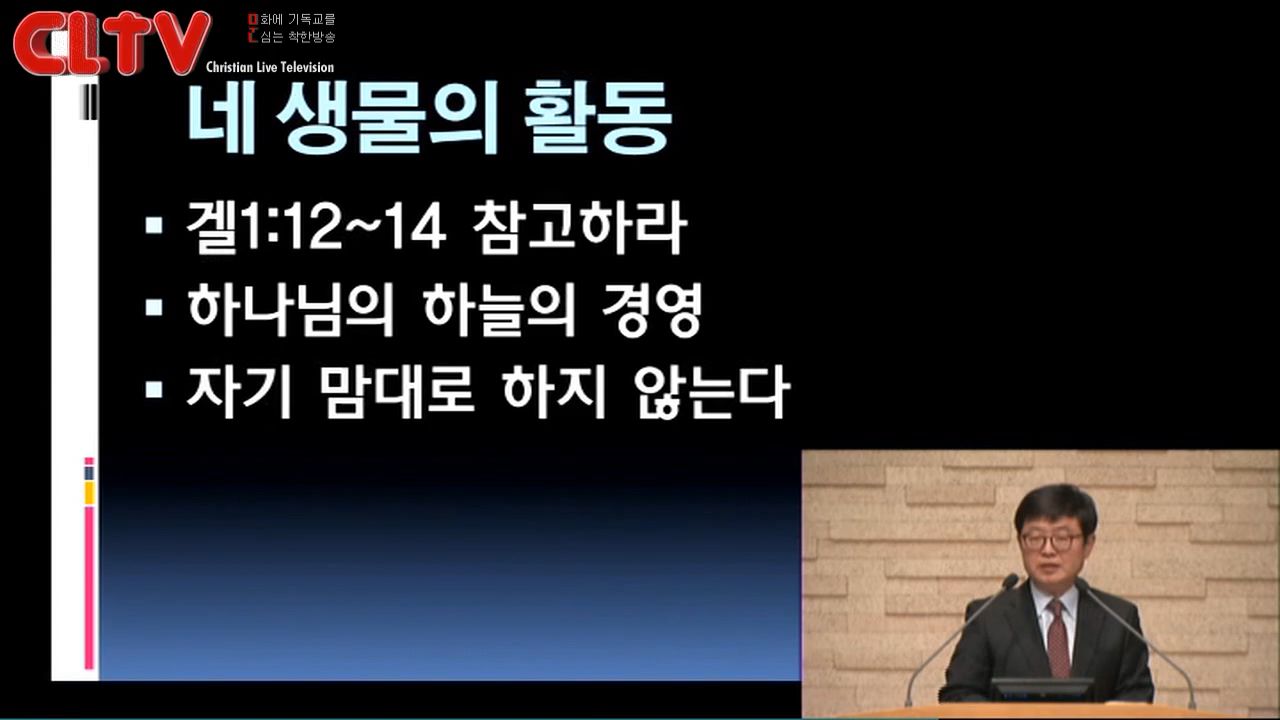 CLTV
문화에 기독교를
심는 착한방송
Christian Live Television
네 생물의 활동
겔1:12~14 참고하라
하나님의 하늘의 경영
자기 맘대로 하지 않는다